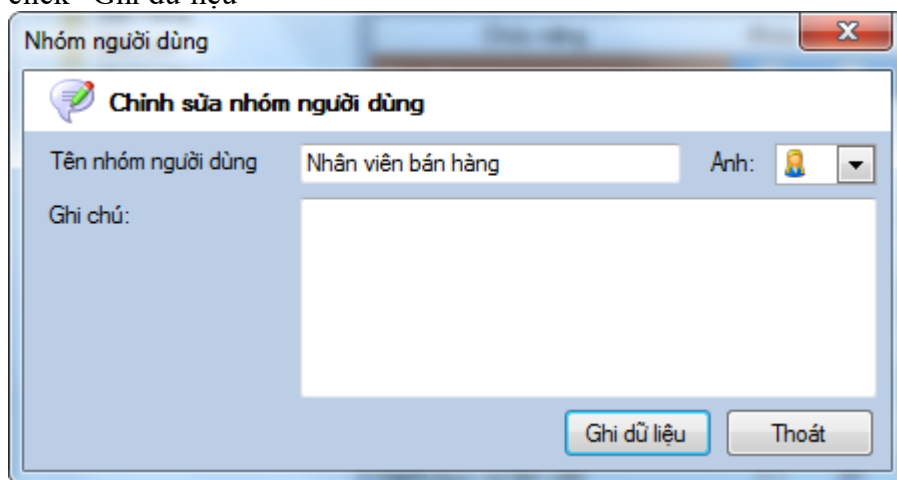 Nhóm người dùng
Chỉnh sửa nhóm người dùng
Tên nhóm người dùng Nhân viên bán hàng Ảnh:
Ghi chú:
Ghi dữ liệu Thoát